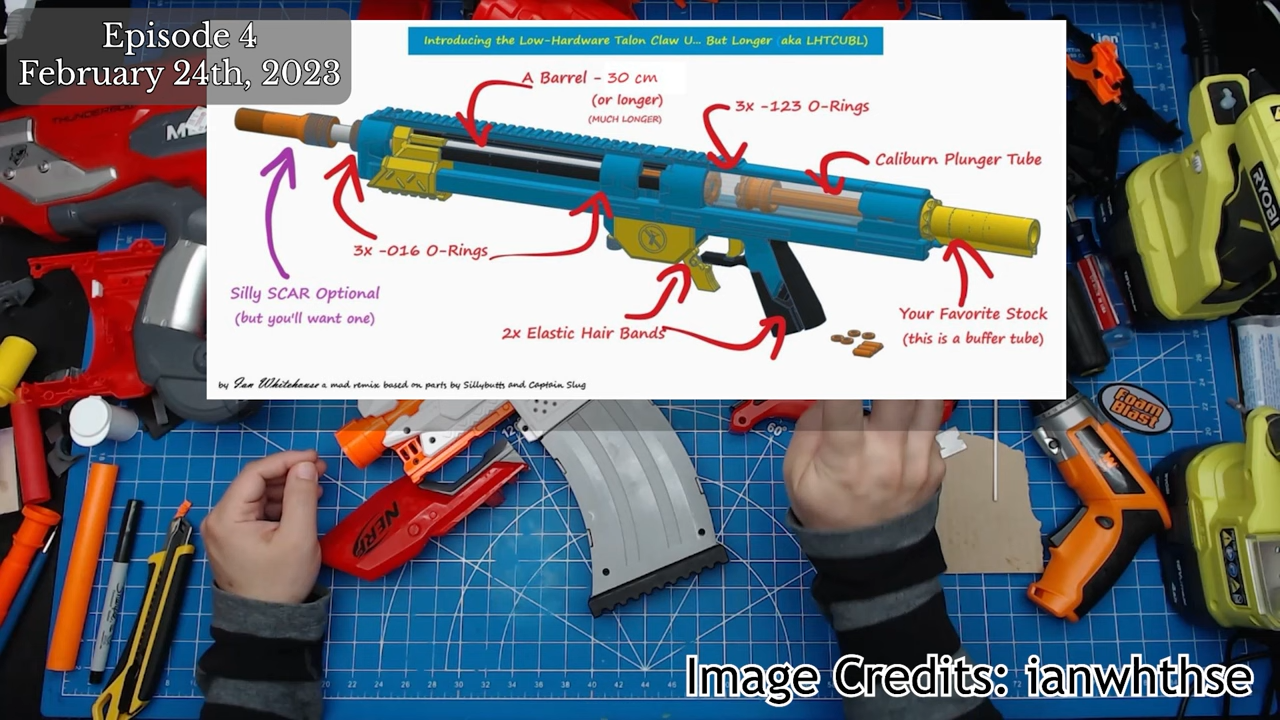 Episode 4
February 24th, 2023
Introducing the Low-Hardware Talon Claw U... But Longer (aka LHTCUBL)
A Barrel - 30 cm
(or longer)
(MUCH LONGER)
3x -123 O-Rings
Caliburn Plunger Tube
3x -016 O-Rings
Silly SCAR Optional
(but you'll want one)
2x Elastic Hair Bands
Your Favorite Stock
(this is a buffer tube)
by Ian Whitehouse a mad remix based on parts by Sillybutts and Captain Slug
THUNDERBO
ME
RYOBI
Foam
Blast
NERF
60°
Image Credits: ianwhthse